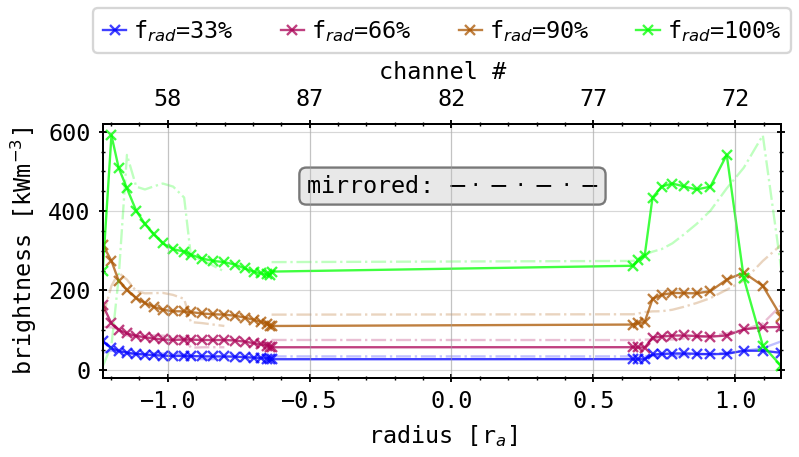 f_rad=33% f_rad=66% f_rad=90% f_rad=100%
channel #
58 87 82 77 72
600
400
200
0
brightness [kWm⁻³]
mirrored: — · — · — · —
−1.0 −0.5 0.0 0.5 1.0
radius [r_a]